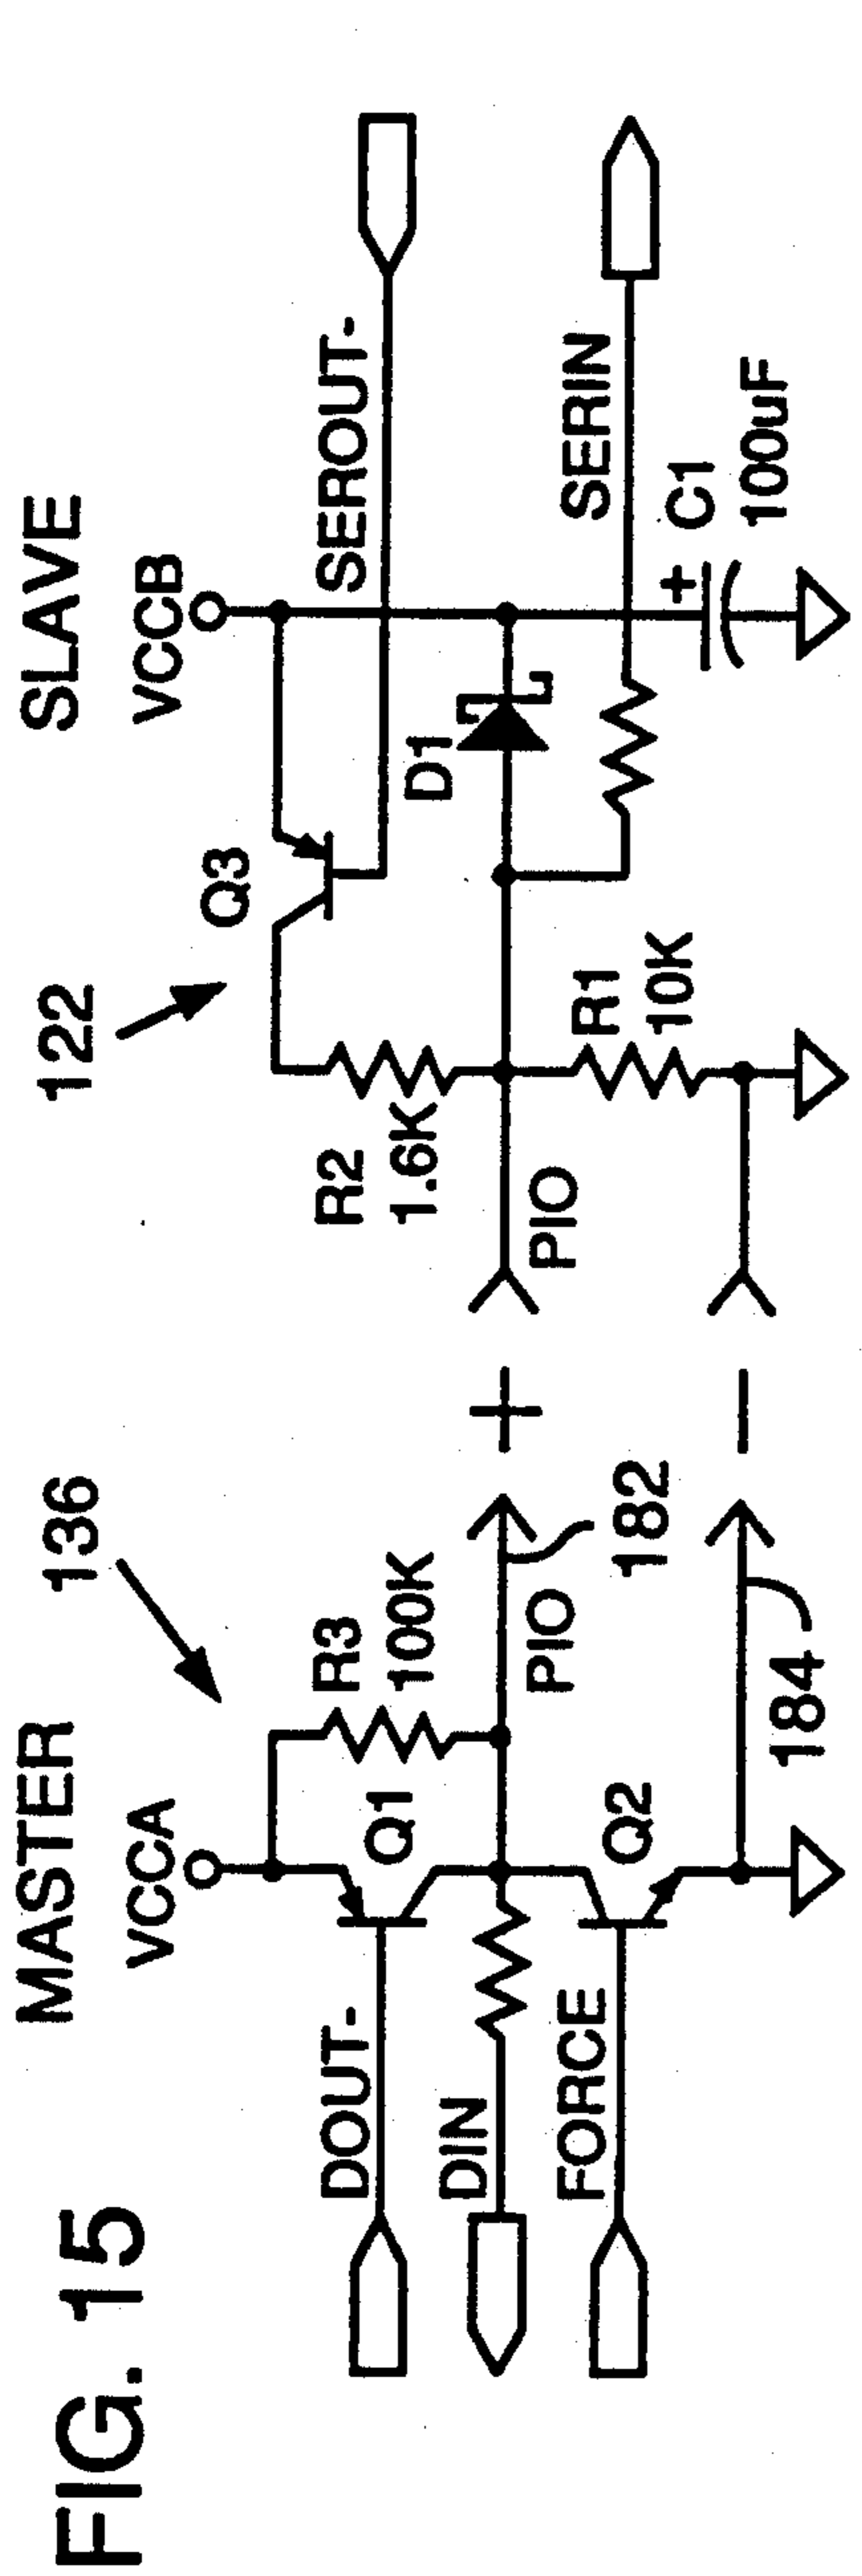 FIG. 15
MASTER
136
VCCA
DOUT-
Q1
R3
100K
DIN
PIO
182
FORCE
Q2
184
+
−
SLAVE
122
VCCB
Q3
SEROUT-
R2
1.6K
D1
PIO
R1
10K
SERIN
+
C1
100uF